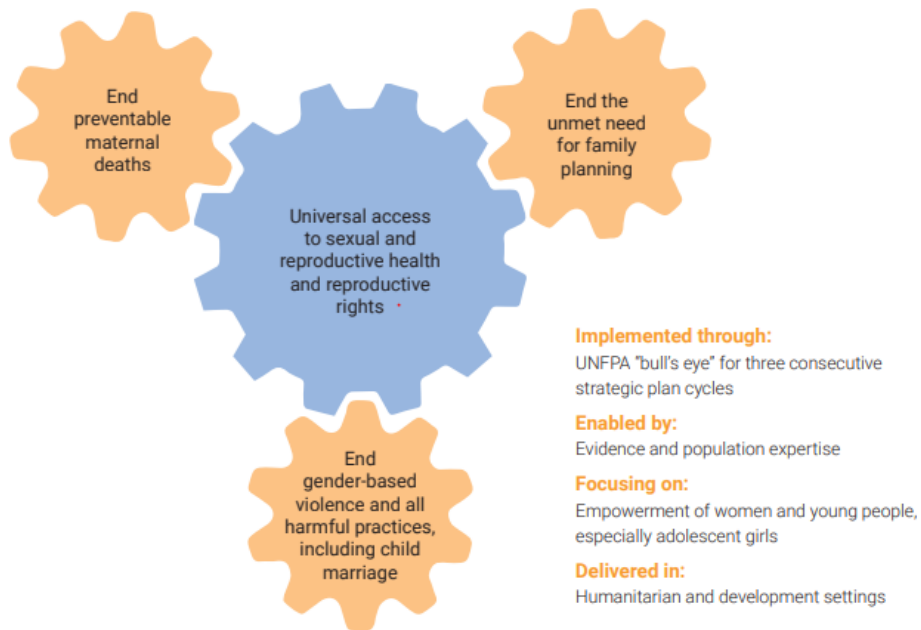 End
preventable
maternal
deaths
End the
unmet need
for family
planning
Universal access
to sexual and
reproductive health
and reproductive
rights
End
gender-based
violence and all
harmful practices,
including child
marriage
Implemented through:
UNFPA “bull’s eye” for three consecutive
strategic plan cycles
Enabled by:
Evidence and population expertise
Focusing on:
Empowerment of women and young people,
especially adolescent girls
Delivered in:
Humanitarian and development settings